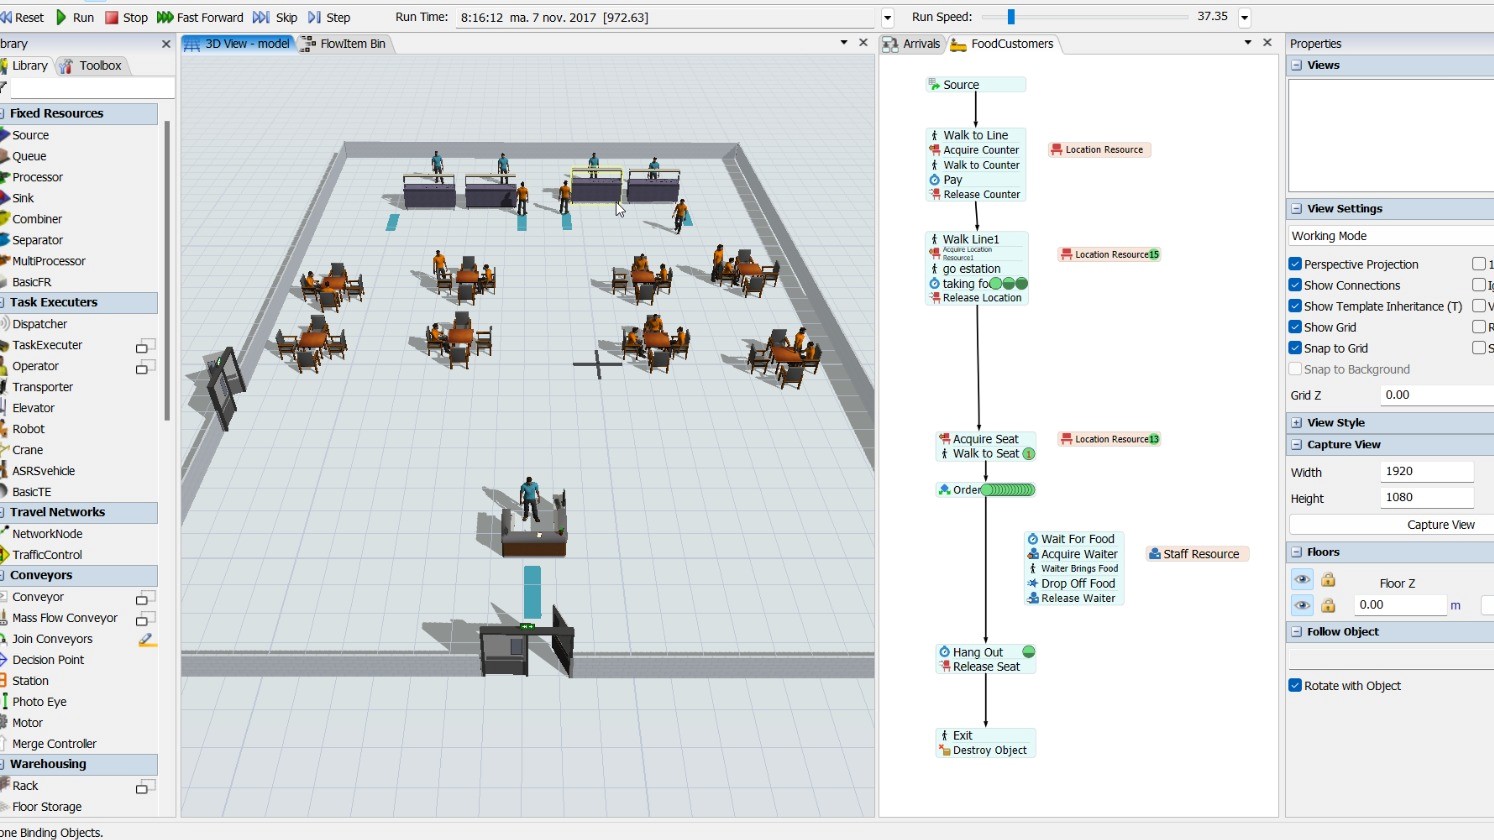 Reset Run Stop Fast Forward Skip Step Run Time: 8:16:12 ma. 7 nov. 2017 [972.63] Run Speed: 37.35
Library
Toolbox
Fixed Resources
Source
Queue
Processor
Sink
Combiner
Separator
MultiProcessor
BasicFR
Task Executers
Dispatcher
TaskExecuter
Operator
Transporter
Elevator
Robot
Crane
ASRSvehicle
BasicTE
Travel Networks
NetworkNode
TrafficControl
Conveyors
Conveyor
Mass Flow Conveyor
Join Conveyors
Decision Point
Station
Photo Eye
Motor
Merge Controller
Warehousing
Rack
Floor Storage
3D View - model
FlowItem Bin
Arrivals
FoodCustomers
Source
Walk to Line
Acquire Counter
Walk to Counter
Pay
Release Counter
Location Resource
Walk Line1
Acquire Location
Resource1
go estation
taking fo
Release Location
Location Resource 15
Acquire Seat
Walk to Seat 1
Location Resource 13
Order
Wait For Food
Acquire Waiter
Waiter Brings Food
Drop Off Food
Release Waiter
Staff Resource
Hang Out
Release Seat
Exit
Destroy Object
Properties
Views
View Settings
Working Mode
Perspective Projection
Show Connections
Show Template Inheritance (T)
Show Grid
Snap to Grid
Snap to Background
Grid Z 0.00
View Style
Capture View
Width 1920
Height 1080
Capture View
Floors
Floor Z
0.00 m
Follow Object
Rotate with Object
one Binding Objects.